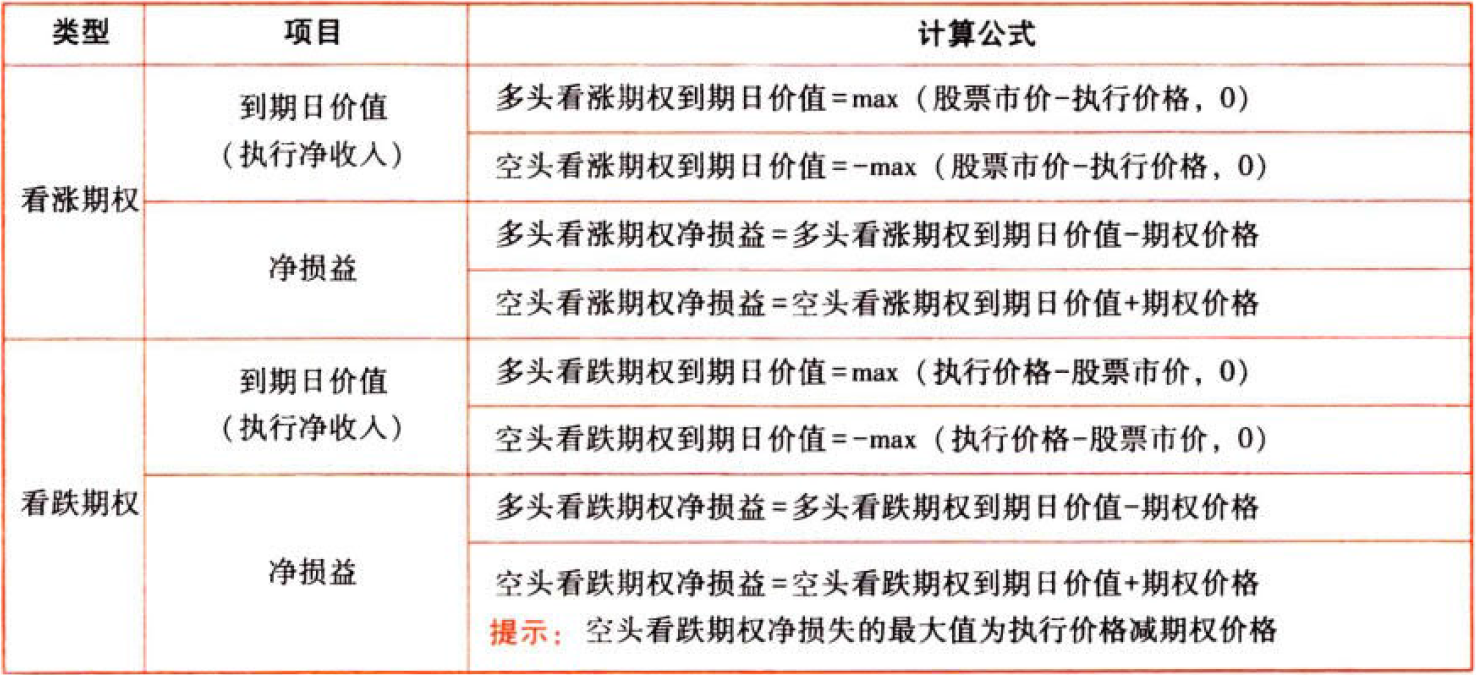 类型 项目 计算公式
看涨期权
到期日价值
（执行净收入）
多头看涨期权到期日价值=max（股票市价-执行价格，0）
空头看涨期权到期日价值=-max（股票市价-执行价格，0）
净损益
多头看涨期权净损益=多头看涨期权到期日价值-期权价格
空头看涨期权净损益=空头看涨期权到期日价值+期权价格
看跌期权
到期日价值
（执行净收入）
多头看跌期权到期日价值=max（执行价格-股票市价，0）
空头看跌期权到期日价值=-max（执行价格-股票市价，0）
净损益
多头看跌期权净损益=多头看跌期权到期日价值-期权价格
空头看跌期权净损益=空头看跌期权到期日价值+期权价格
提示：空头看跌期权净损失的最大值为执行价格减期权价格